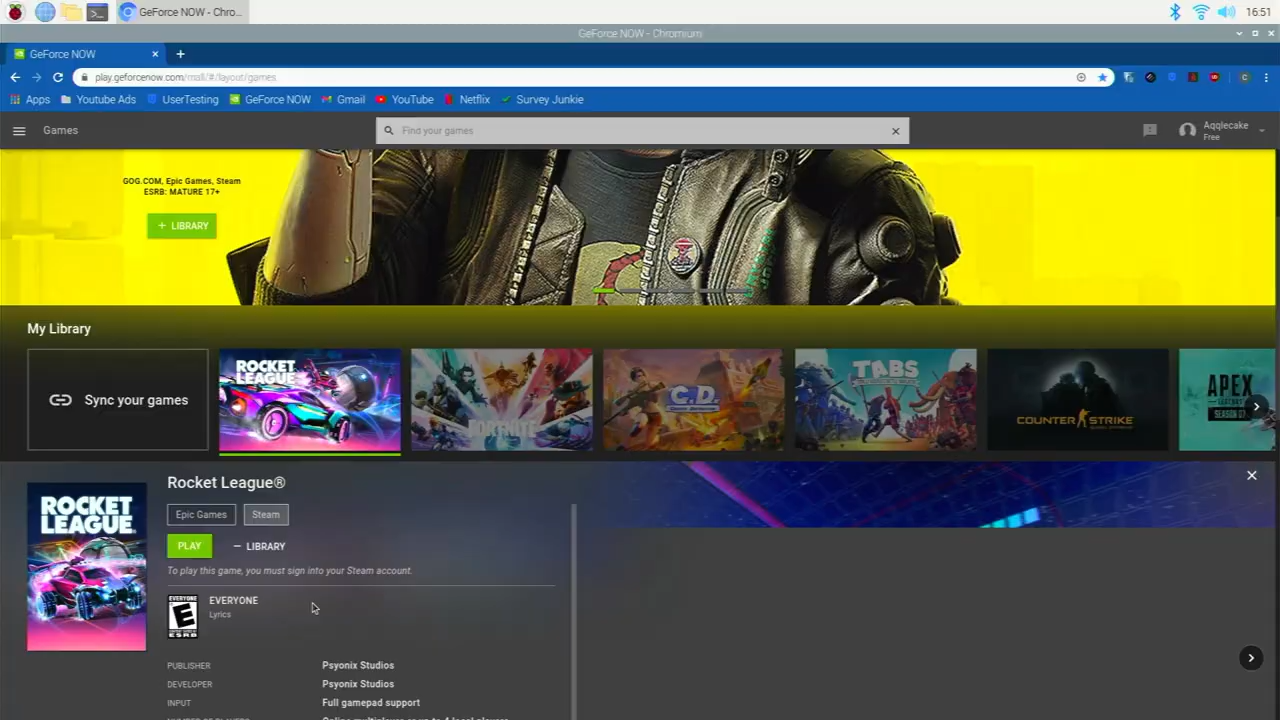 GeForce NOW - Chro...
16:51
GeForce NOW - Chromium
GeForce NOW
play.geforcenow.com/mall/#/layout/games
Apps Youtube Ads UserTesting GeForce NOW Gmail YouTube Netflix Survey Junkie
Games
Find your games
Aqqlecake
Free
GOG.COM, Epic Games, Steam
ESRB: MATURE 17+
+ LIBRARY
My Library
Sync your games
ROCKET
LEAGUE
FORTNITE
C.D.
TABS
COUNTER STRIKE
APEX
LEGENDS
SEASON
Rocket League®
ROCKET
LEAGUE
Epic Games
Steam
PLAY
− LIBRARY
To play this game, you must sign into your Steam account.
EVERYONE
E
ESRB
EVERYONE
Lyrics
PUBLISHER Psyonix Studios
DEVELOPER Psyonix Studios
INPUT Full gamepad support